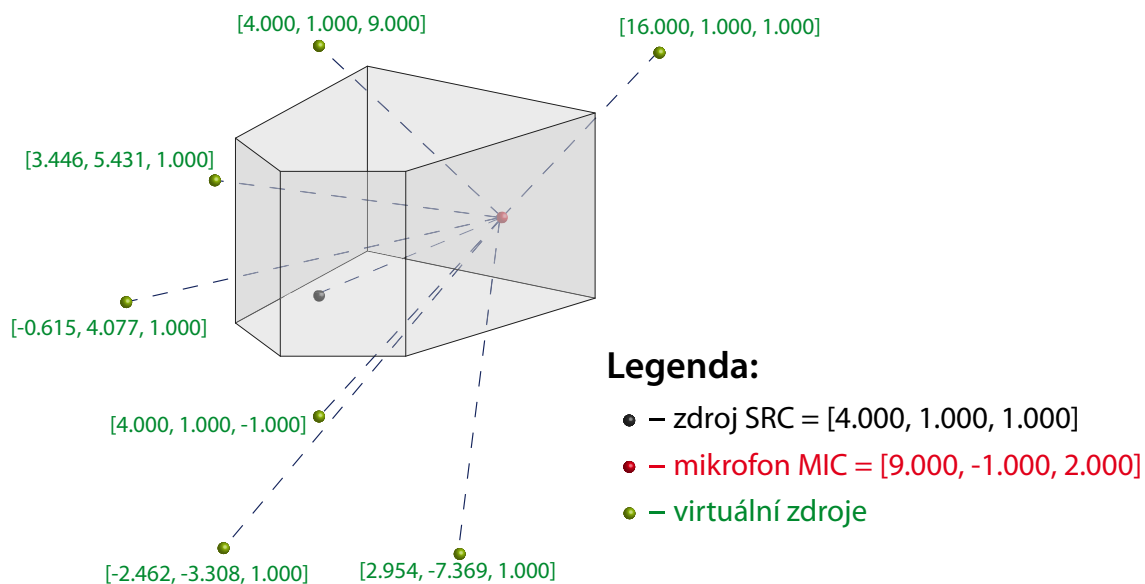 [4.000, 1.000, 9.000]
[16.000, 1.000, 1.000]
[3.446, 5.431, 1.000]
[-0.615, 4.077, 1.000]
[4.000, 1.000, -1.000]
[-2.462, -3.308, 1.000]
[2.954, -7.369, 1.000]
Legenda:
– zdroj SRC = [4.000, 1.000, 1.000]
– mikrofon MIC = [9.000, -1.000, 2.000]
– virtuální zdroje